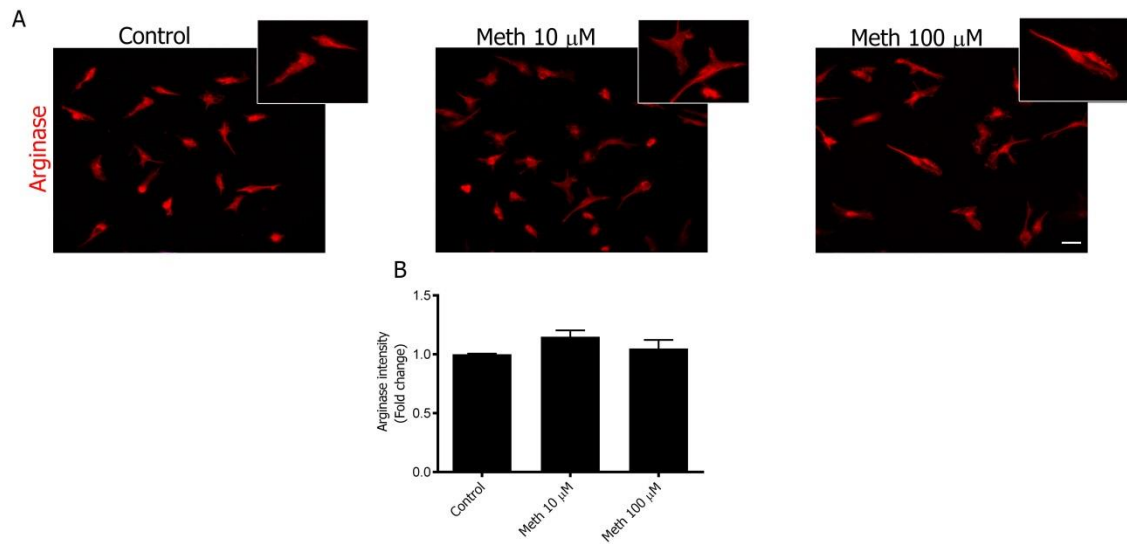 A
Control
Meth 10 μM
Meth 100 μM
Arginase
B
Arginase intensity
(Fold change)
1.5
1.0
0.5
0.0
Control
Meth 10 μM
Meth 100 μM